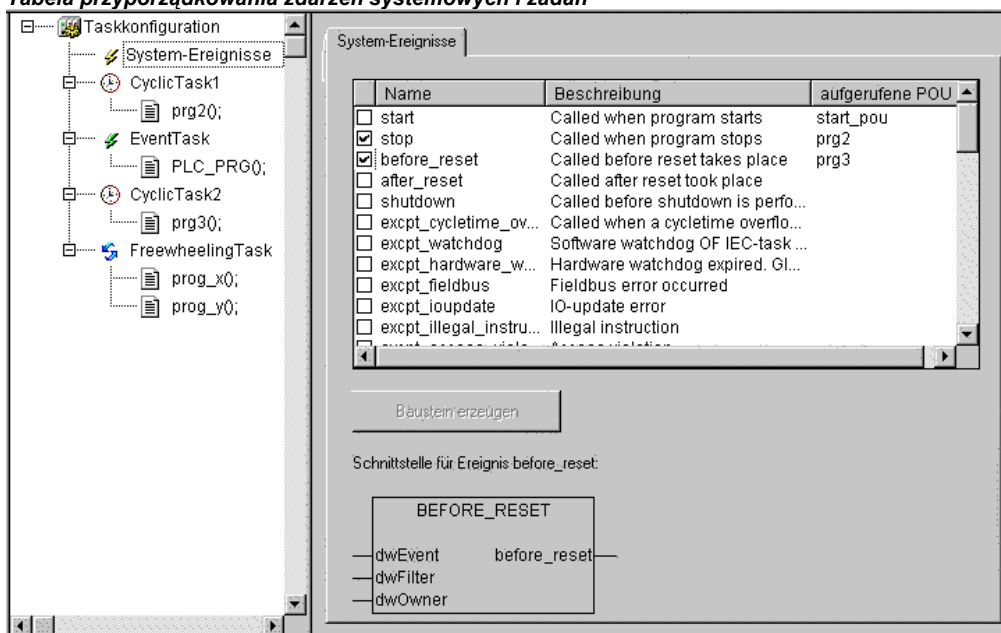 Tabela przyporządkowania zdarzeń systemowych i zadań
Taskkonfiguration
System-Ereignisse
CyclicTask1
prg2();
EventTask
PLC_PRG();
CyclicTask2
prg3();
FreewheelingTask
prog_x();
prog_y();
System-Ereignisse
Name Beschreibung aufgerufene POU
start Called when program starts start_pou
stop Called when program stops prg2
before_reset Called before reset takes place prg3
after_reset Called after reset took place
shutdown Called before shutdown is perfo...
excpt_cycletime_ov... Called when a cycletime overflo...
excpt_watchdog Software watchdog OF IEC-task ...
excpt_hardware_w... Hardware watchdog expired. Gl...
excpt_fieldbus Fieldbus error occurred
excpt_ioupdate IO-update error
excpt_illegal_instru... Illegal instruction
Baustein erzeugen
Schnittstelle für Ereignis before_reset:
BEFORE_RESET
dwEvent before_reset
dwFilter
dwOwner